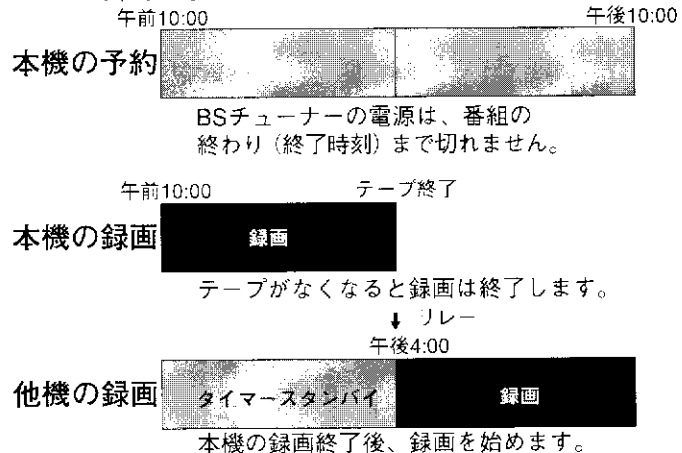 午前10:00 午後10:00
本機の予約
BSチューナーの電源は、番組の
終わり（終了時刻）まで切れません。
午前10:00 テープ終了
本機の録画 録画
テープがなくなると録画は終了します。
↓ リレー
午後4:00
他機の録画 タイマースタンバイ 録画
本機の録画終了後、録画を始めます。